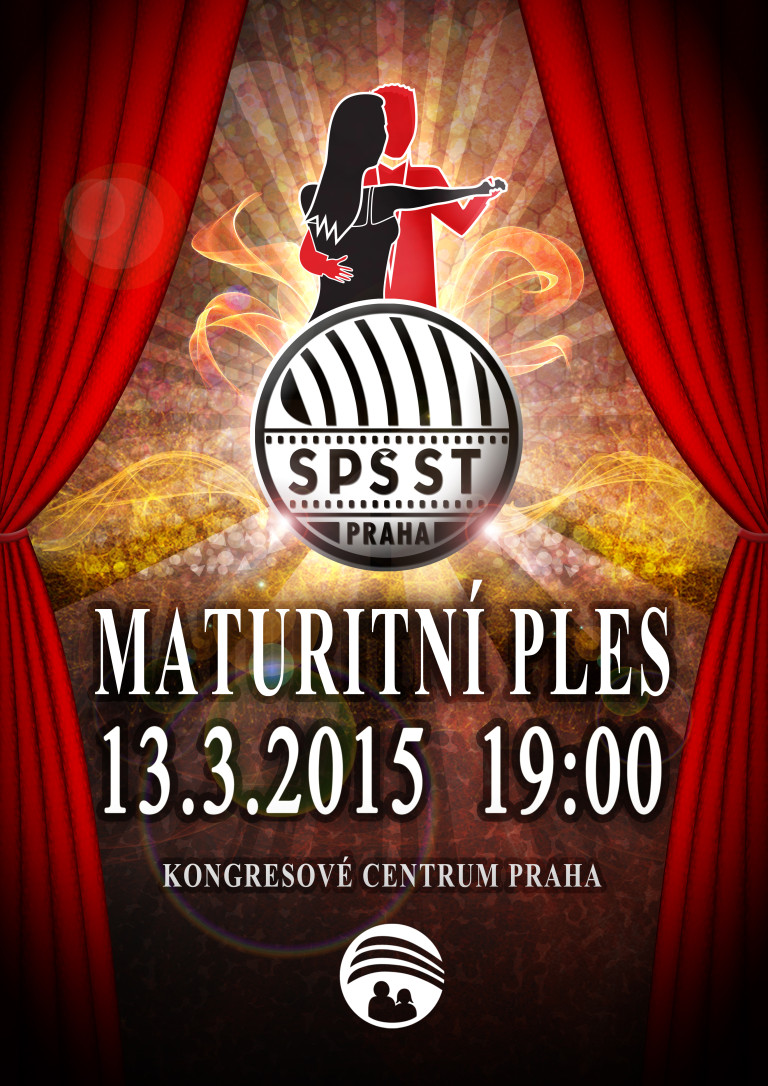 SPŠ ST
PRAHA
MATURITNÍ PLES
13.3.2015 19:00
KONGRESOVÉ CENTRUM PRAHA